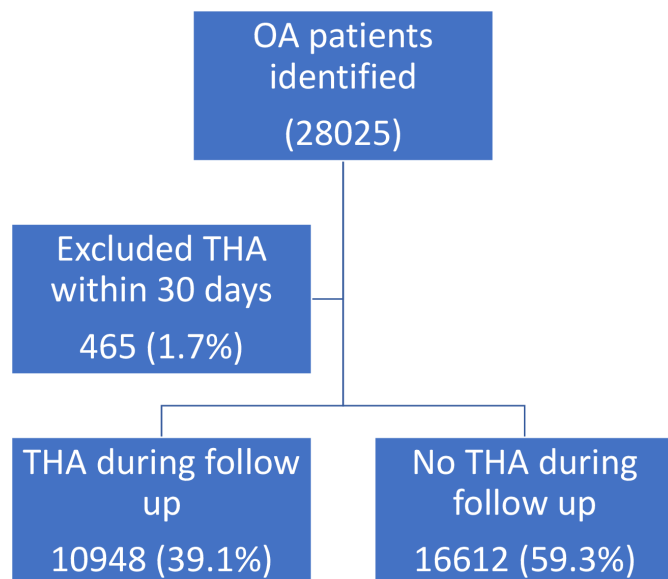 OA patients
identified
(28025)
Excluded THA
within 30 days
465 (1.7%)
THA during follow
up
10948 (39.1%)
No THA during
follow up
16612 (59.3%)